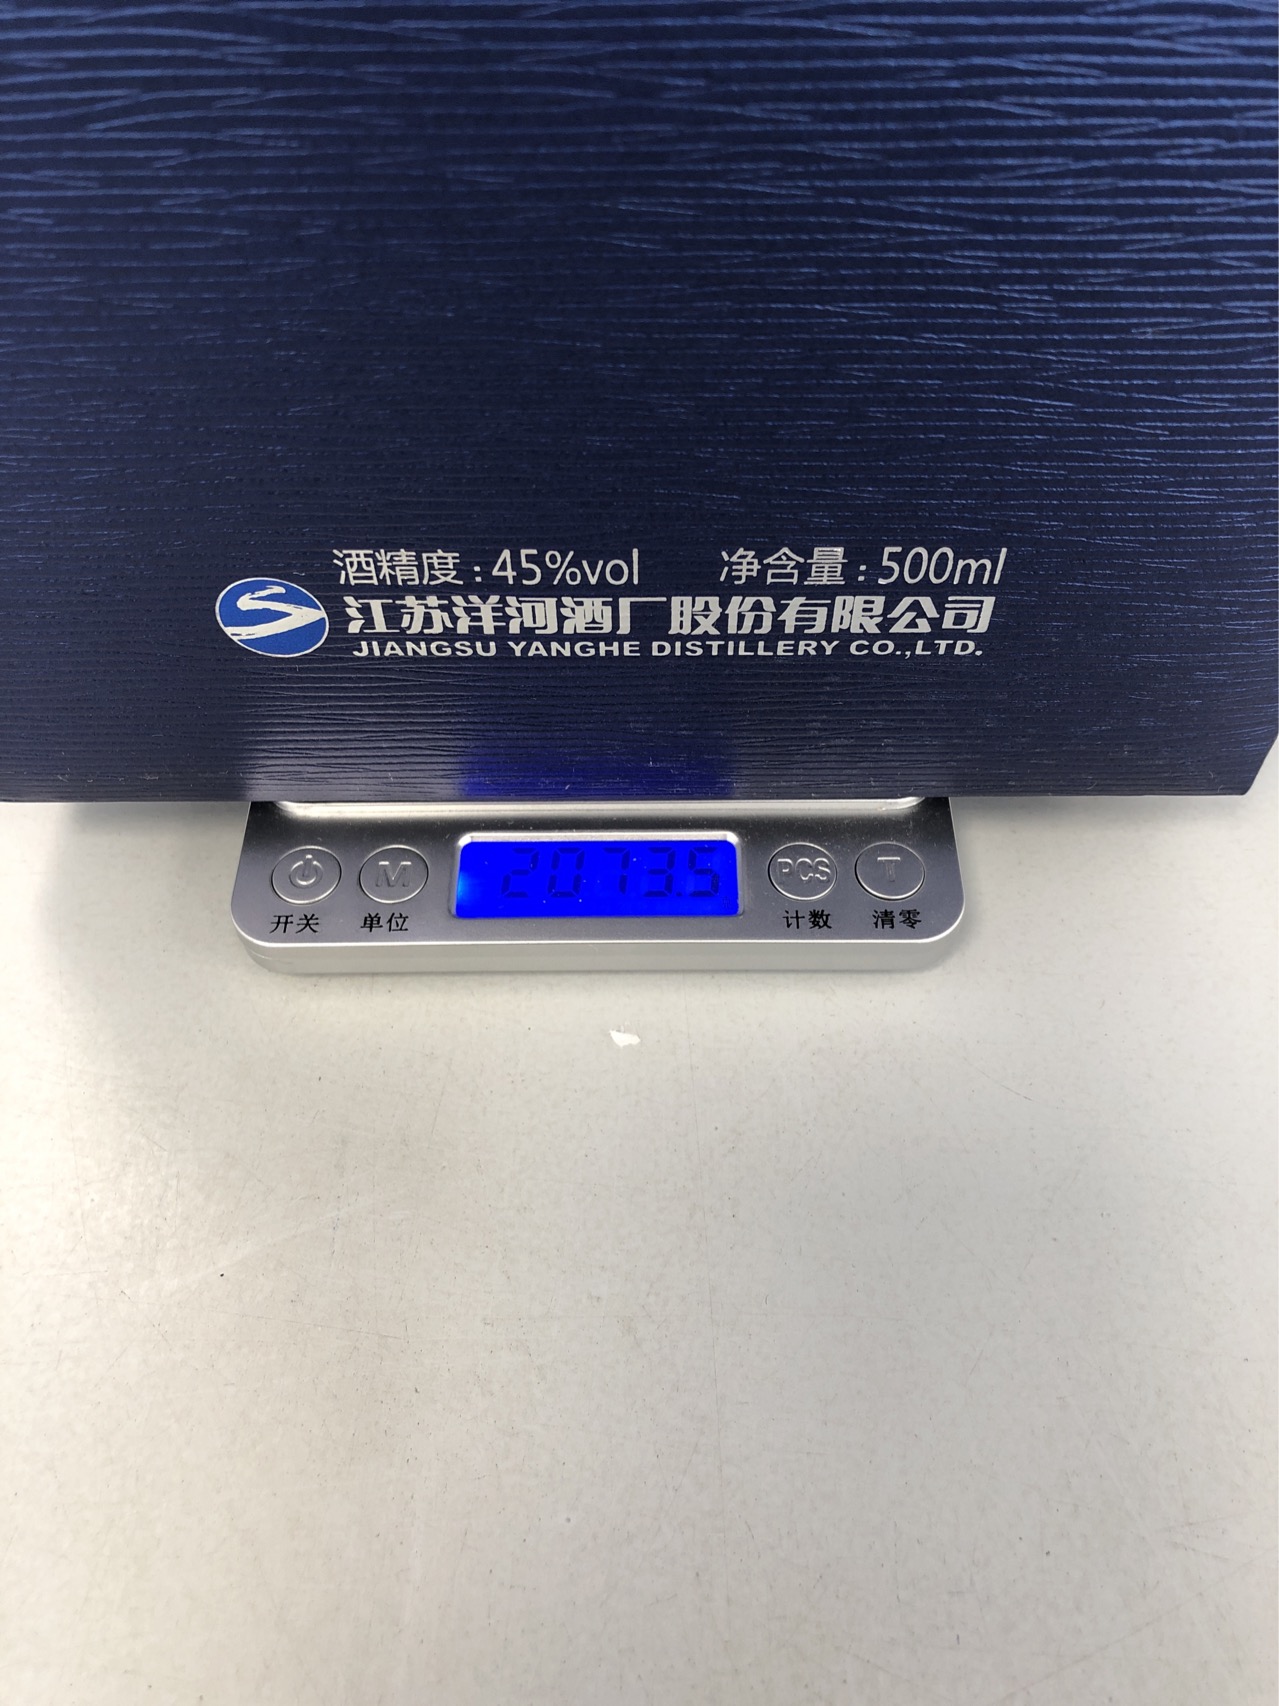 酒精度：45%vol 净含量：500ml
江苏洋河酒厂股份有限公司
JIANGSU YANGHE DISTILLERY CO.,LTD.
M 2073.5 PCS T
开关 单位 计数 清零